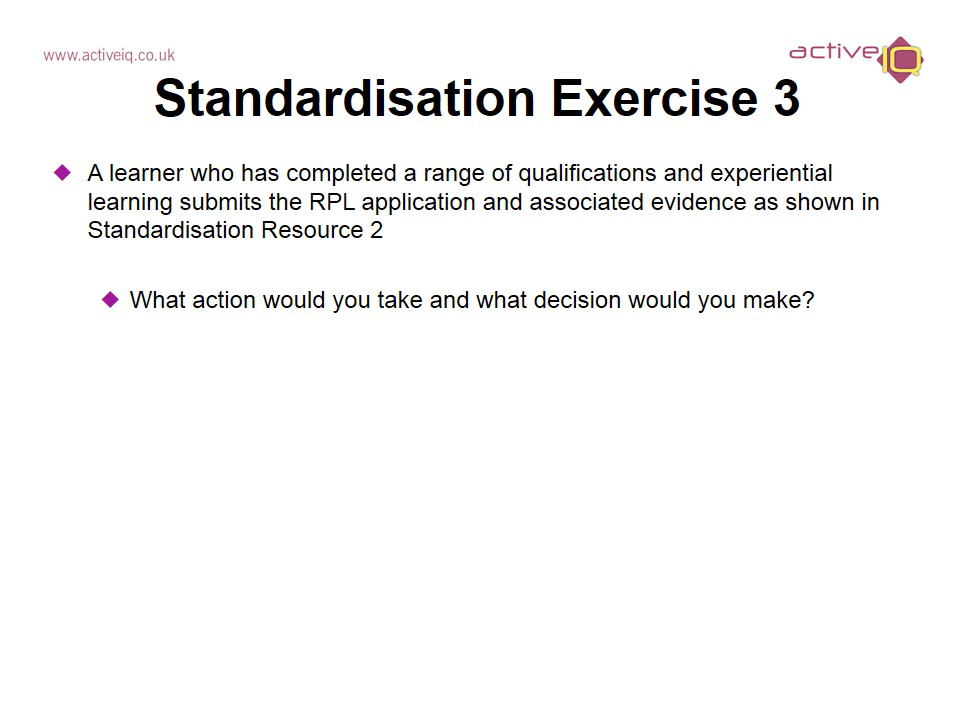 www.activeiq.co.uk
active IQ
Standardisation Exercise 3
A learner who has completed a range of qualifications and experiential
learning submits the RPL application and associated evidence as shown in
Standardisation Resource 2
What action would you take and what decision would you make?